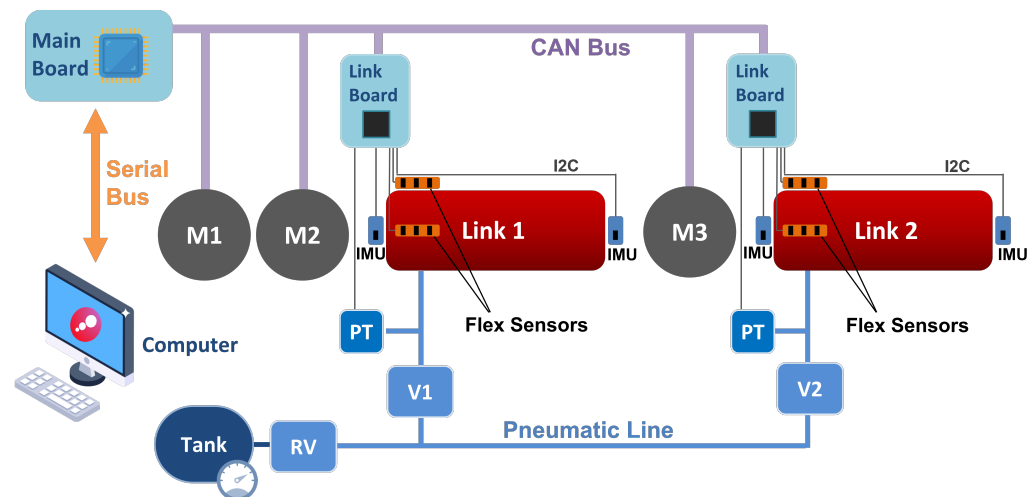 Main
Board
CAN Bus
Link
Board
Link
Board
Serial
Bus
I2C
I2C
M1
M2
Link 1
M3
Link 2
IMU
IMU
IMU
IMU
PT
Flex Sensors
PT
Flex Sensors
Computer
V1
V2
Tank
RV
Pneumatic Line